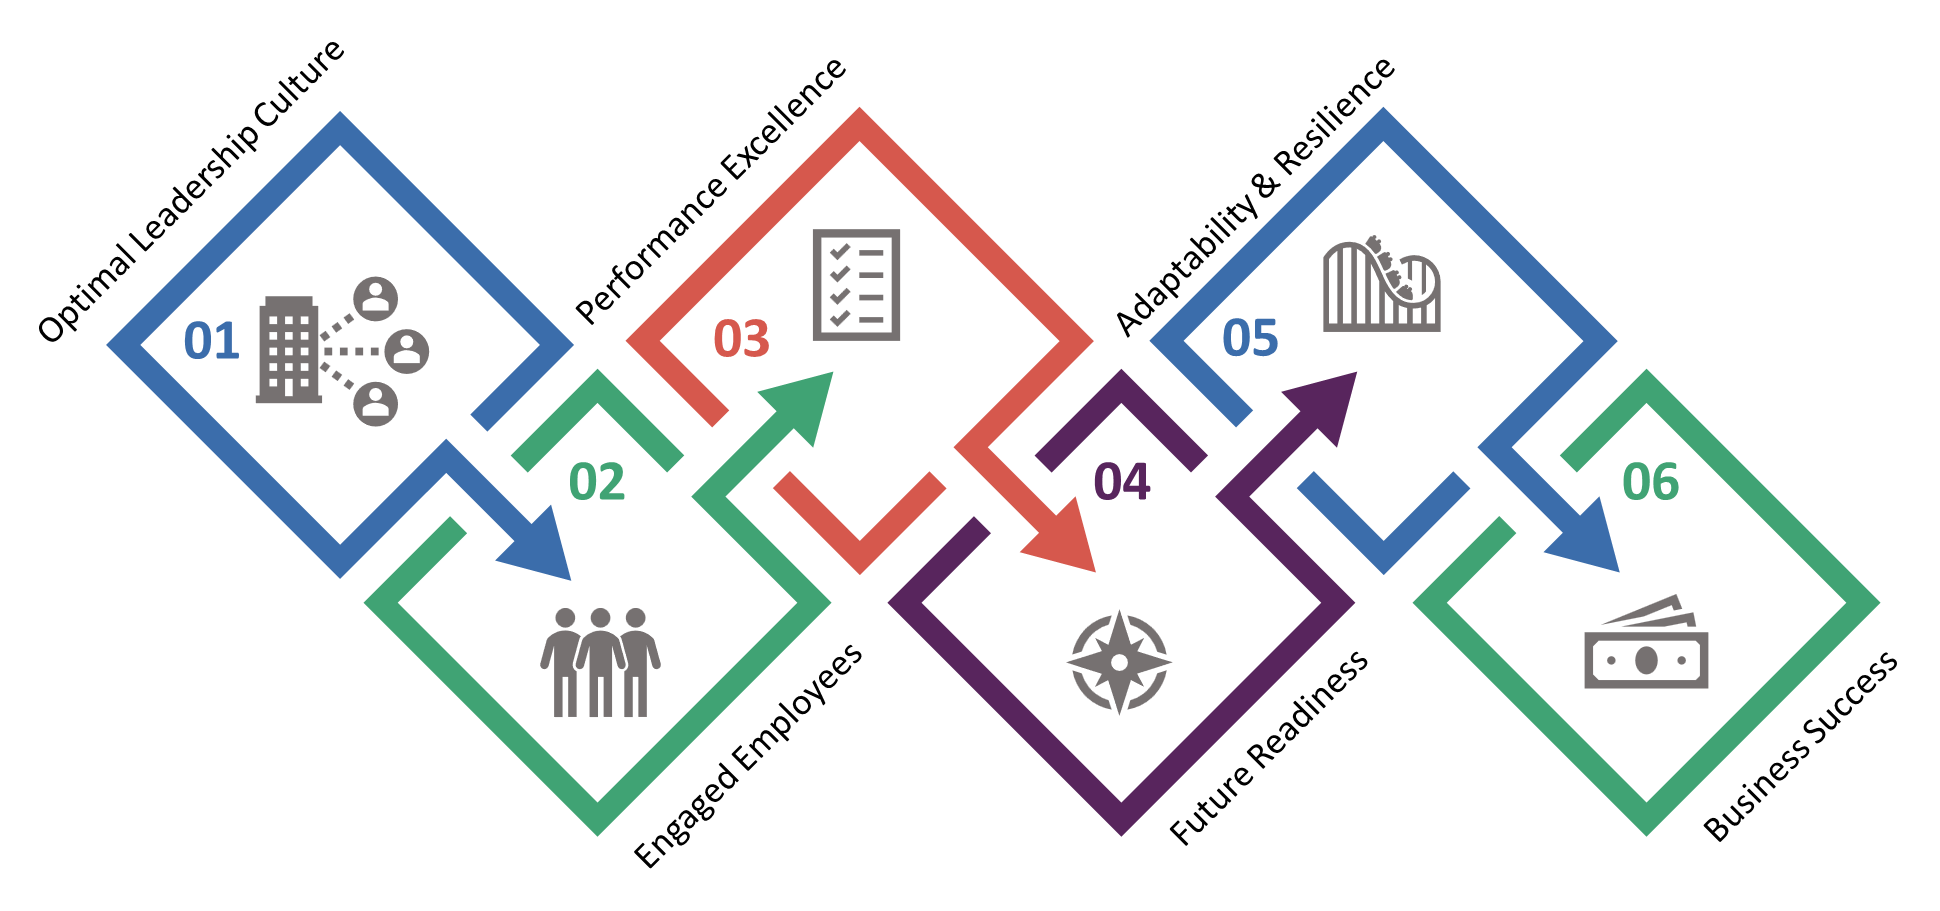 Optimal Leadership Culture
01
Engaged Employees
02
Performance Excellence
03
Future Readiness
04
Adaptability & Resilience
05
Business Success
06